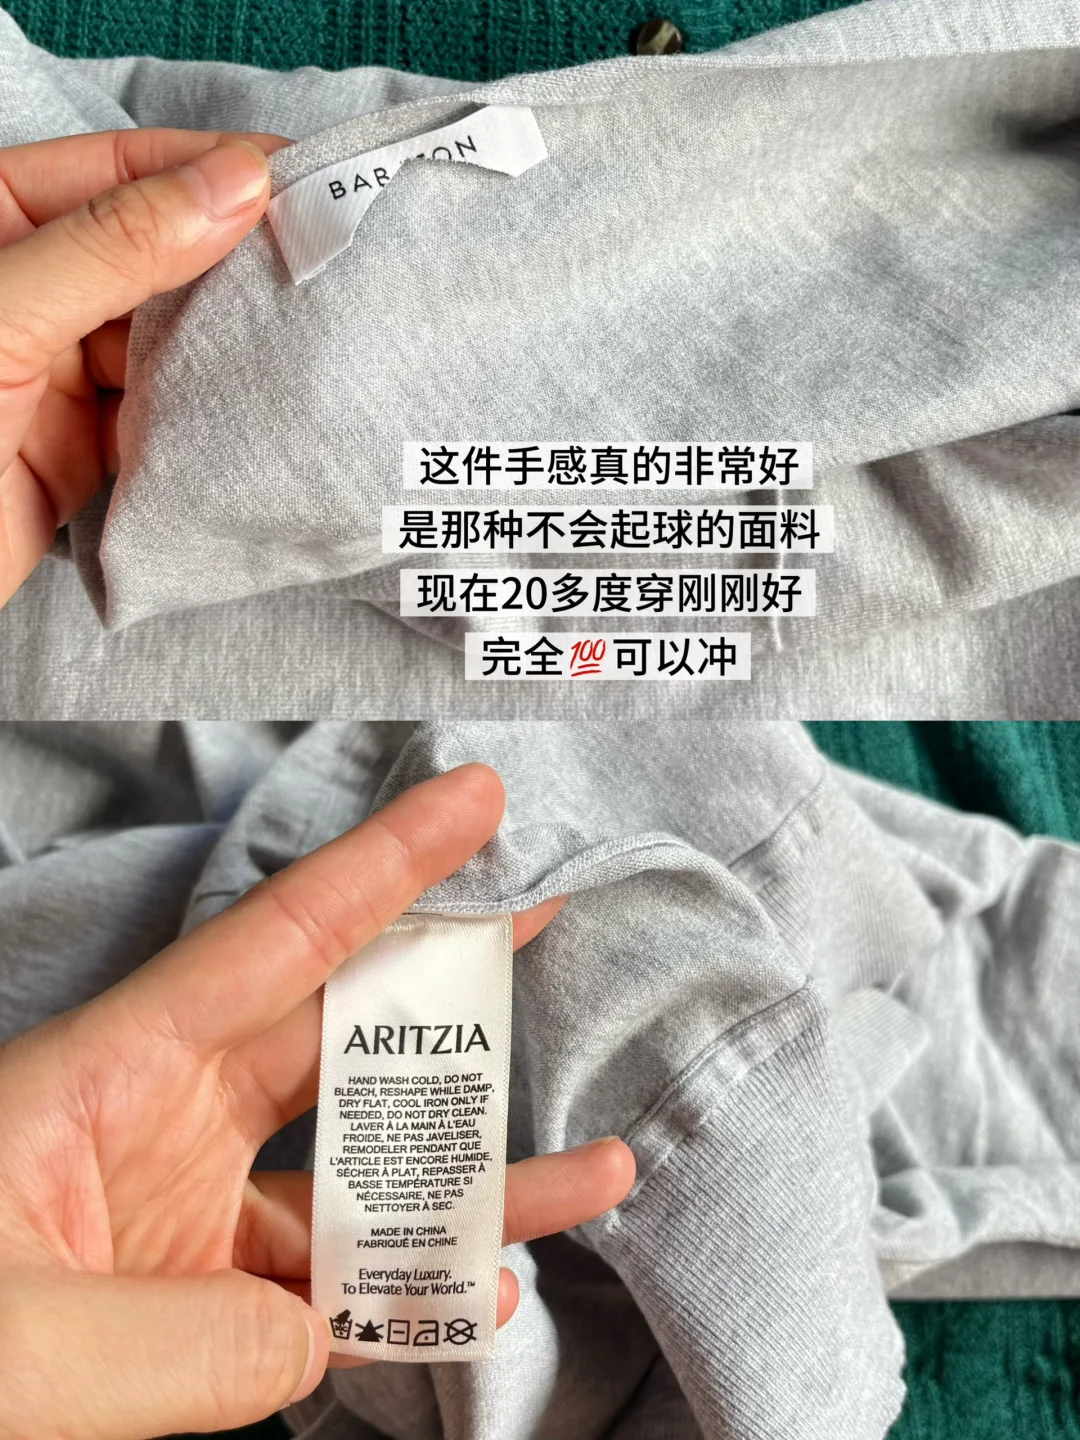 BAB ON
这件手感真的非常好
是那种不会起球的面料
现在20多度穿刚刚好
完全💯可以冲
ARITZIA
HAND WASH COLD, DO NOT
BLEACH, RESHAPE WHILE DAMP,
DRY FLAT, COOL IRON ONLY IF
NEEDED, DO NOT DRY CLEAN.
LAVER À LA MAIN À L'EAU
FROIDE, NE PAS JAVELISER,
REMODELER PENDANT QUE
L'ARTICLE EST ENCORE HUMIDE,
SÉCHER À PLAT, REPASSER À
BASSE TEMPÉRATURE SI
NÉCESSAIRE, NE PAS
NETTOYER À SEC.
MADE IN CHINA
FABRIQUÉ EN CHINE
Everyday Luxury.
To Elevate Your World.™